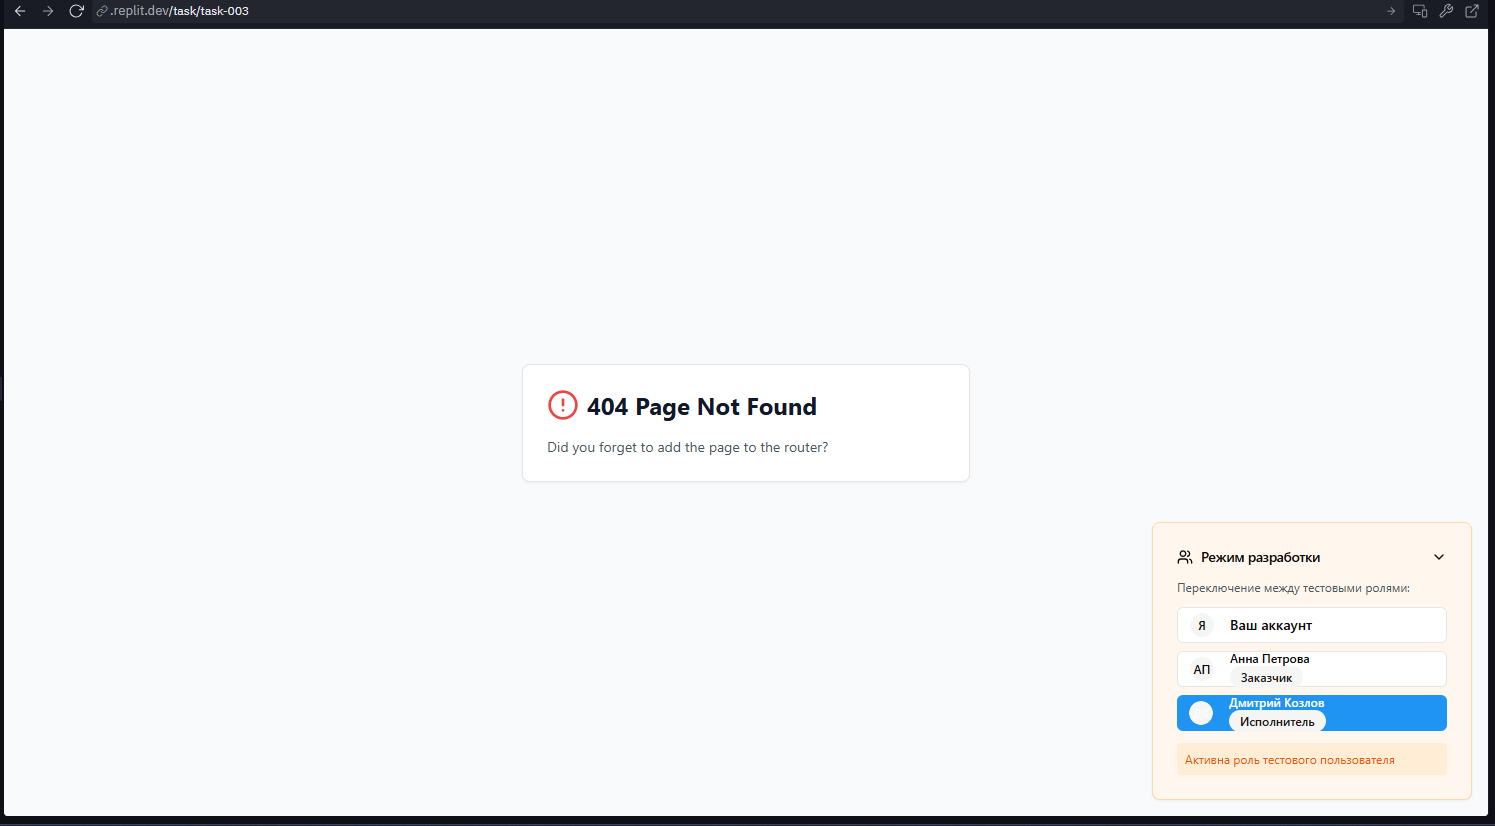 .replit.dev/task/task-003
404 Page Not Found
Did you forget to add the page to the router?
Режим разработки
Переключение между тестовыми ролями:
Я Ваш аккаунт
АП Анна Петрова
Заказчик
Дмитрий Козлов
Исполнитель
Активна роль тестового пользователя